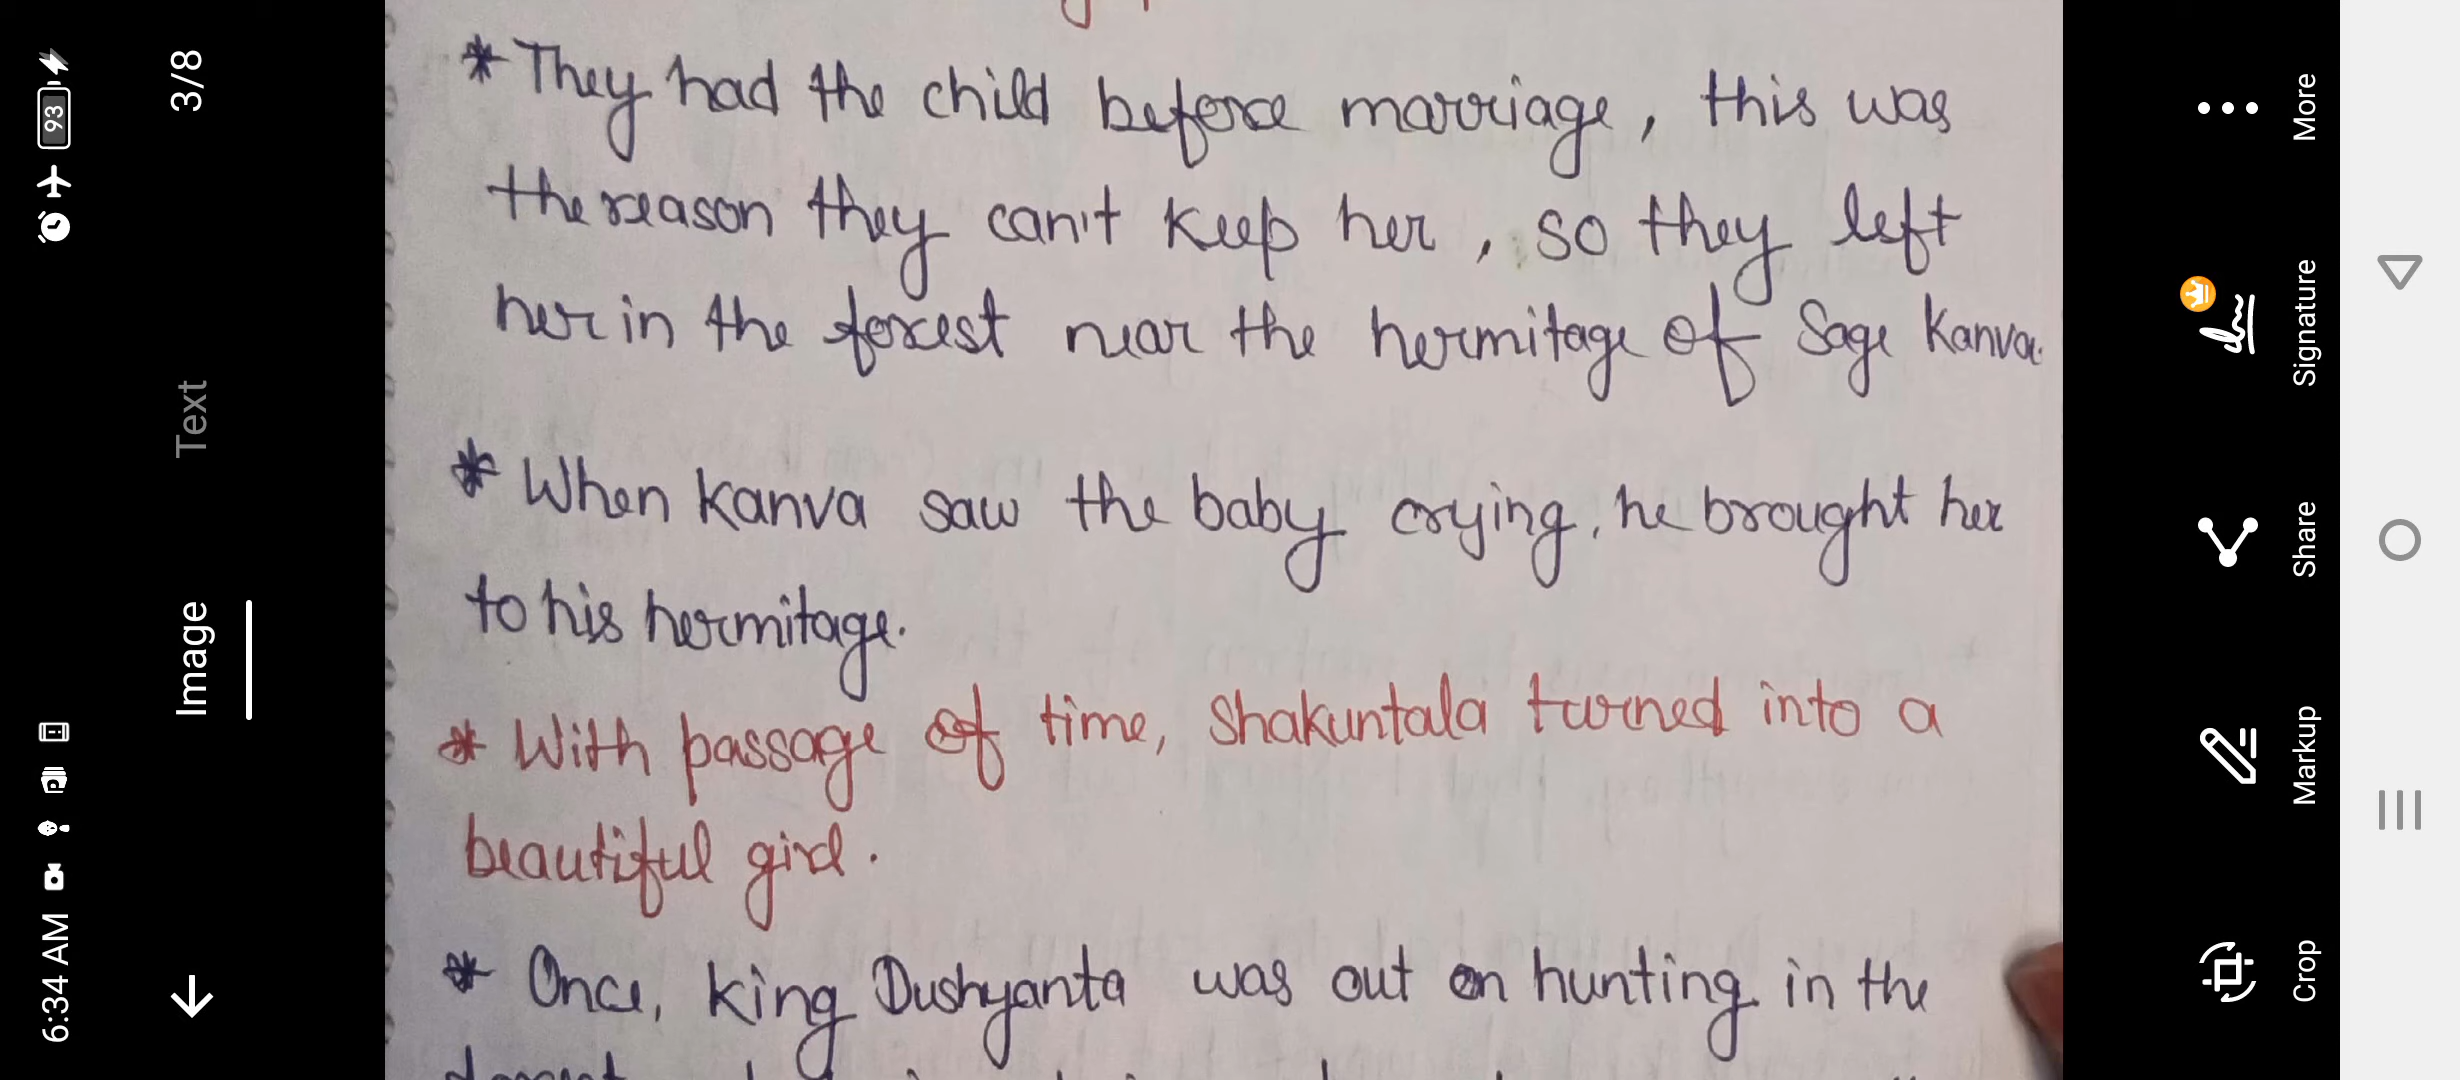 * They had the child before marriage, this was
the reason they can't keep her, so they left
her in the forest near the hermitage of Sage Kanva.
* When Kanva saw the baby crying, he brought her
to his hermitage.
* With passage of time, Shakuntala turned into a
beautiful girl.
* Once, King Dushyanta was out on hunting in the
6:34 AM
93
Image
Text
3/8
Crop
Markup
Share
Signature
More